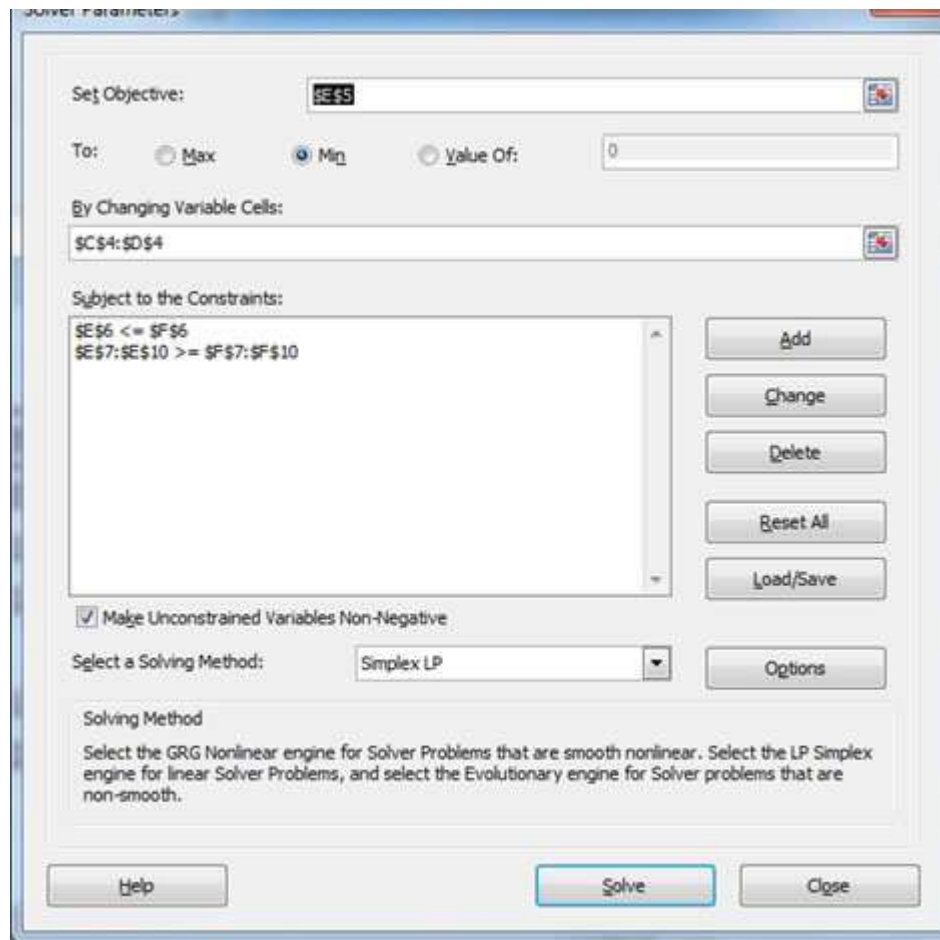 Solver Parameters
Set Objective: $E$5
To: Max Min Value Of: 0
By Changing Variable Cells:
$C$4:$D$4
Subject to the Constraints:
$E$6 <= $F$6
$E$7:$E$10 >= $F$7:$F$10
Add
Change
Delete
Reset All
Load/Save
Make Unconstrained Variables Non-Negative
Select a Solving Method: Simplex LP Options
Solving Method
Select the GRG Nonlinear engine for Solver Problems that are smooth nonlinear. Select the LP Simplex
engine for linear Solver Problems, and select the Evolutionary engine for Solver problems that are
non-smooth.
Help Solve Close